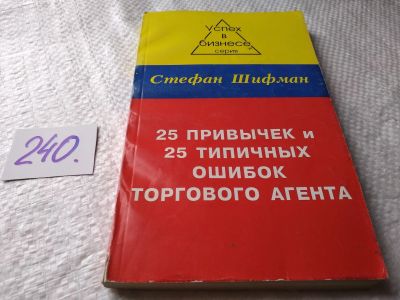 Успех
в
бизнесе
серия
Стефан Шифман
25 ПРИВЫЧЕК и
25 ТИПИЧНЫХ
ОШИБОК
ТОРГОВОГО АГЕНТА
240.